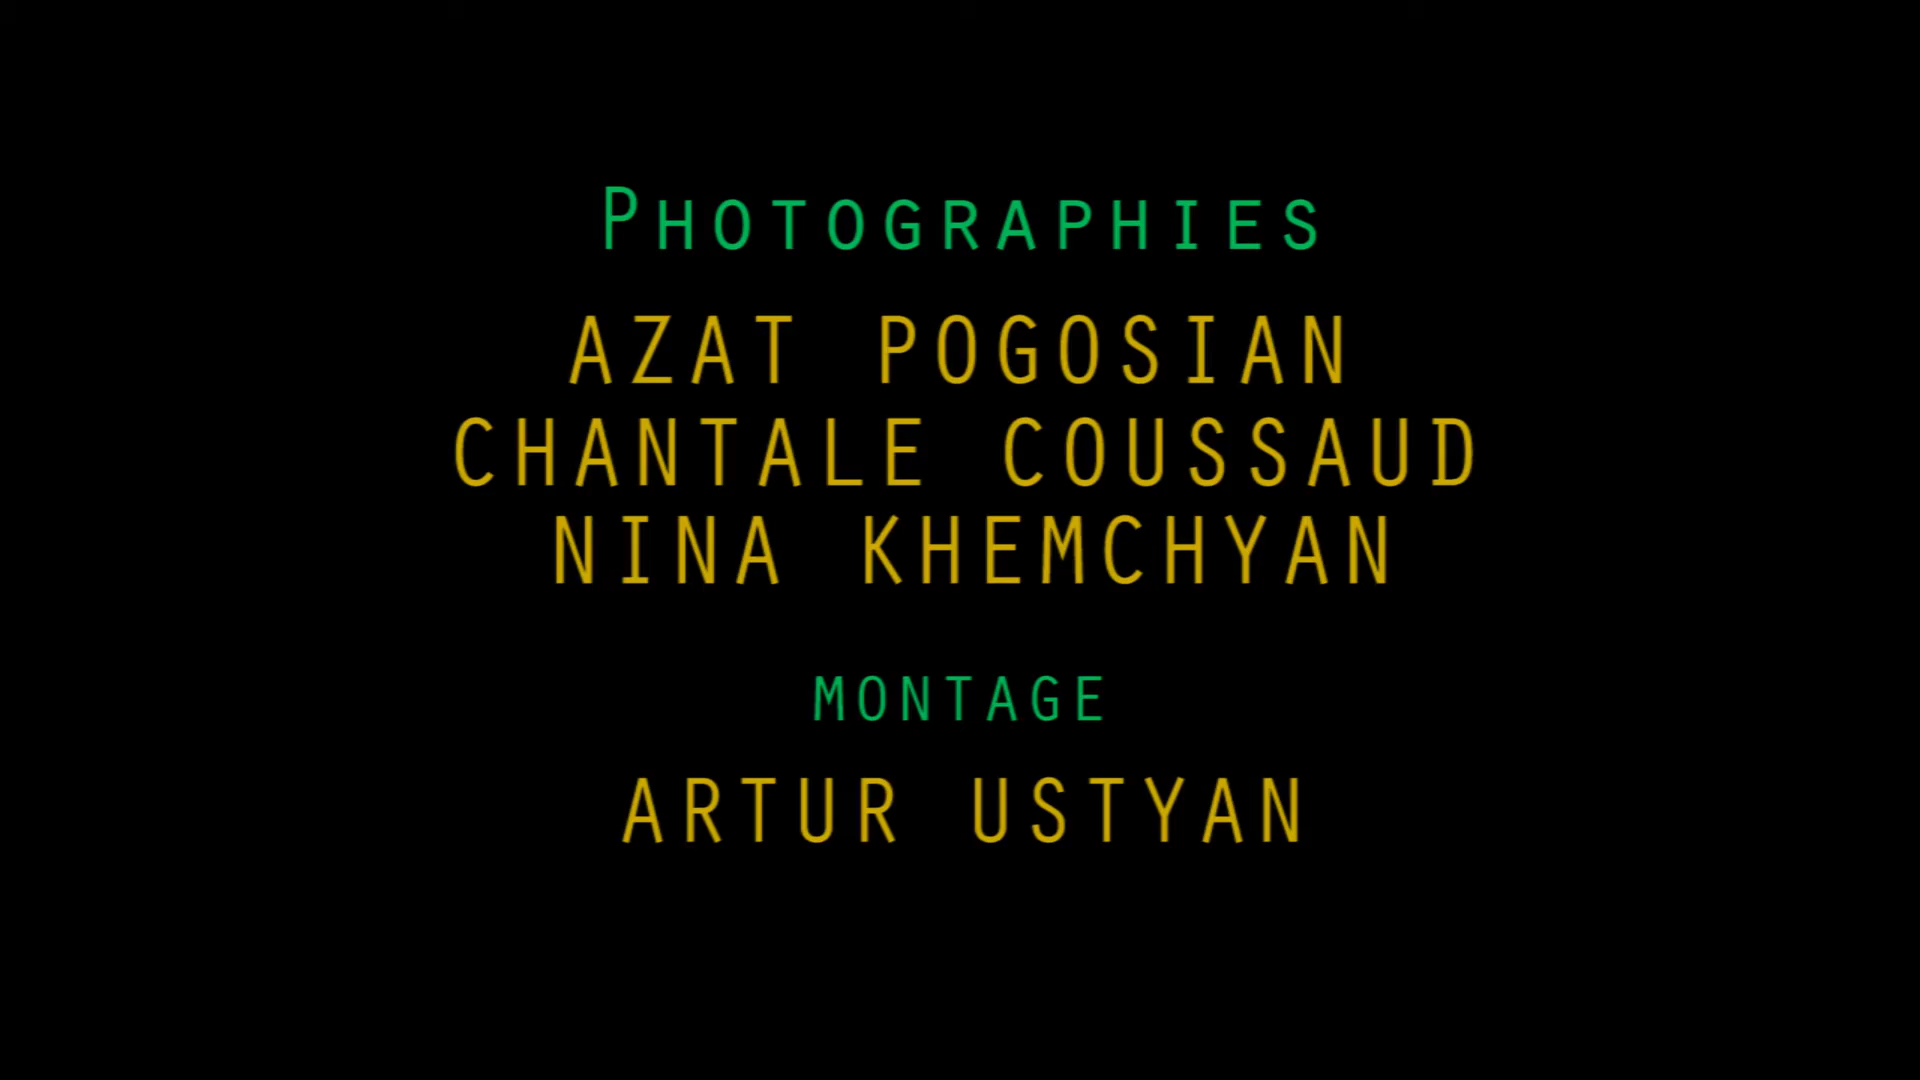 Photographies
AZAT POGOSIAN
CHANTALE COUSSAUD
NINA KHEMCHYAN
MONTAGE
ARTUR USTYAN